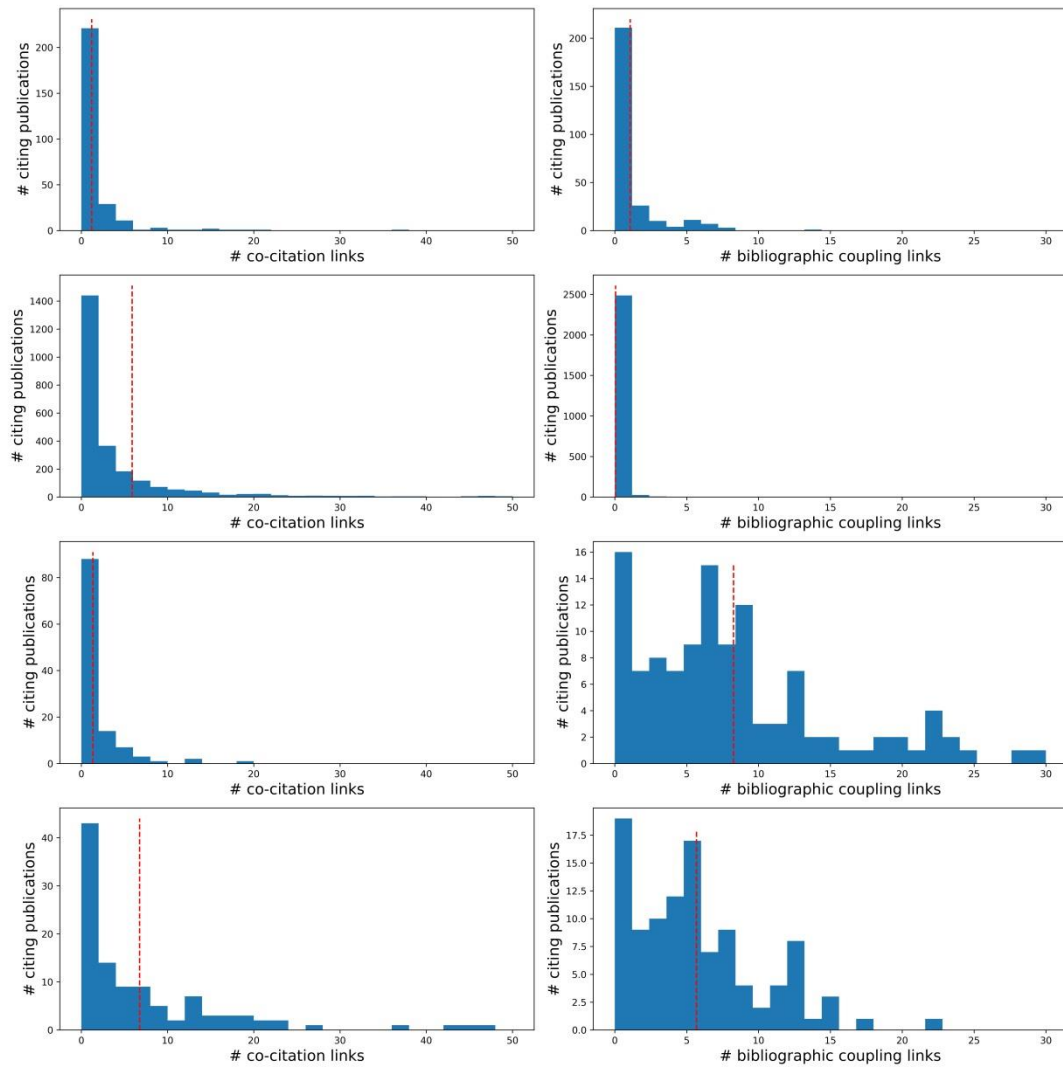 200
150
100
50
0
# citing publications
0 10 20 30 40 50
# co-citation links
200
150
100
50
0
# citing publications
0 5 10 15 20 25 30
# bibliographic coupling links
1400
1200
1000
800
600
400
200
0
# citing publications
0 10 20 30 40 50
# co-citation links
2500
2000
1500
1000
500
0
# citing publications
0 5 10 15 20 25 30
# bibliographic coupling links
80
60
40
20
0
# citing publications
0 10 20 30 40 50
# co-citation links
16
14
12
10
8
6
4
2
0
# citing publications
0 5 10 15 20 25 30
# bibliographic coupling links
40
30
20
10
0
# citing publications
0 10 20 30 40 50
# co-citation links
17.5
15.0
12.5
10.0
7.5
5.0
2.5
0.0
# citing publications
0 5 10 15 20 25 30
# bibliographic coupling links